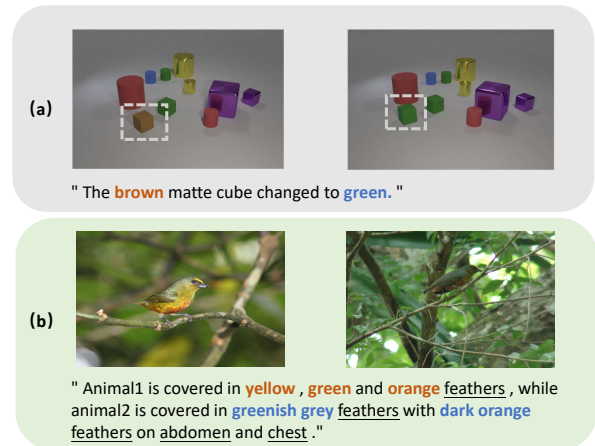 (a)
" The brown matte cube changed to green. "
(b)
" Animal1 is covered in yellow , green and orange feathers , while
animal2 is covered in greenish grey feathers with dark orange
feathers on abdomen and chest ."